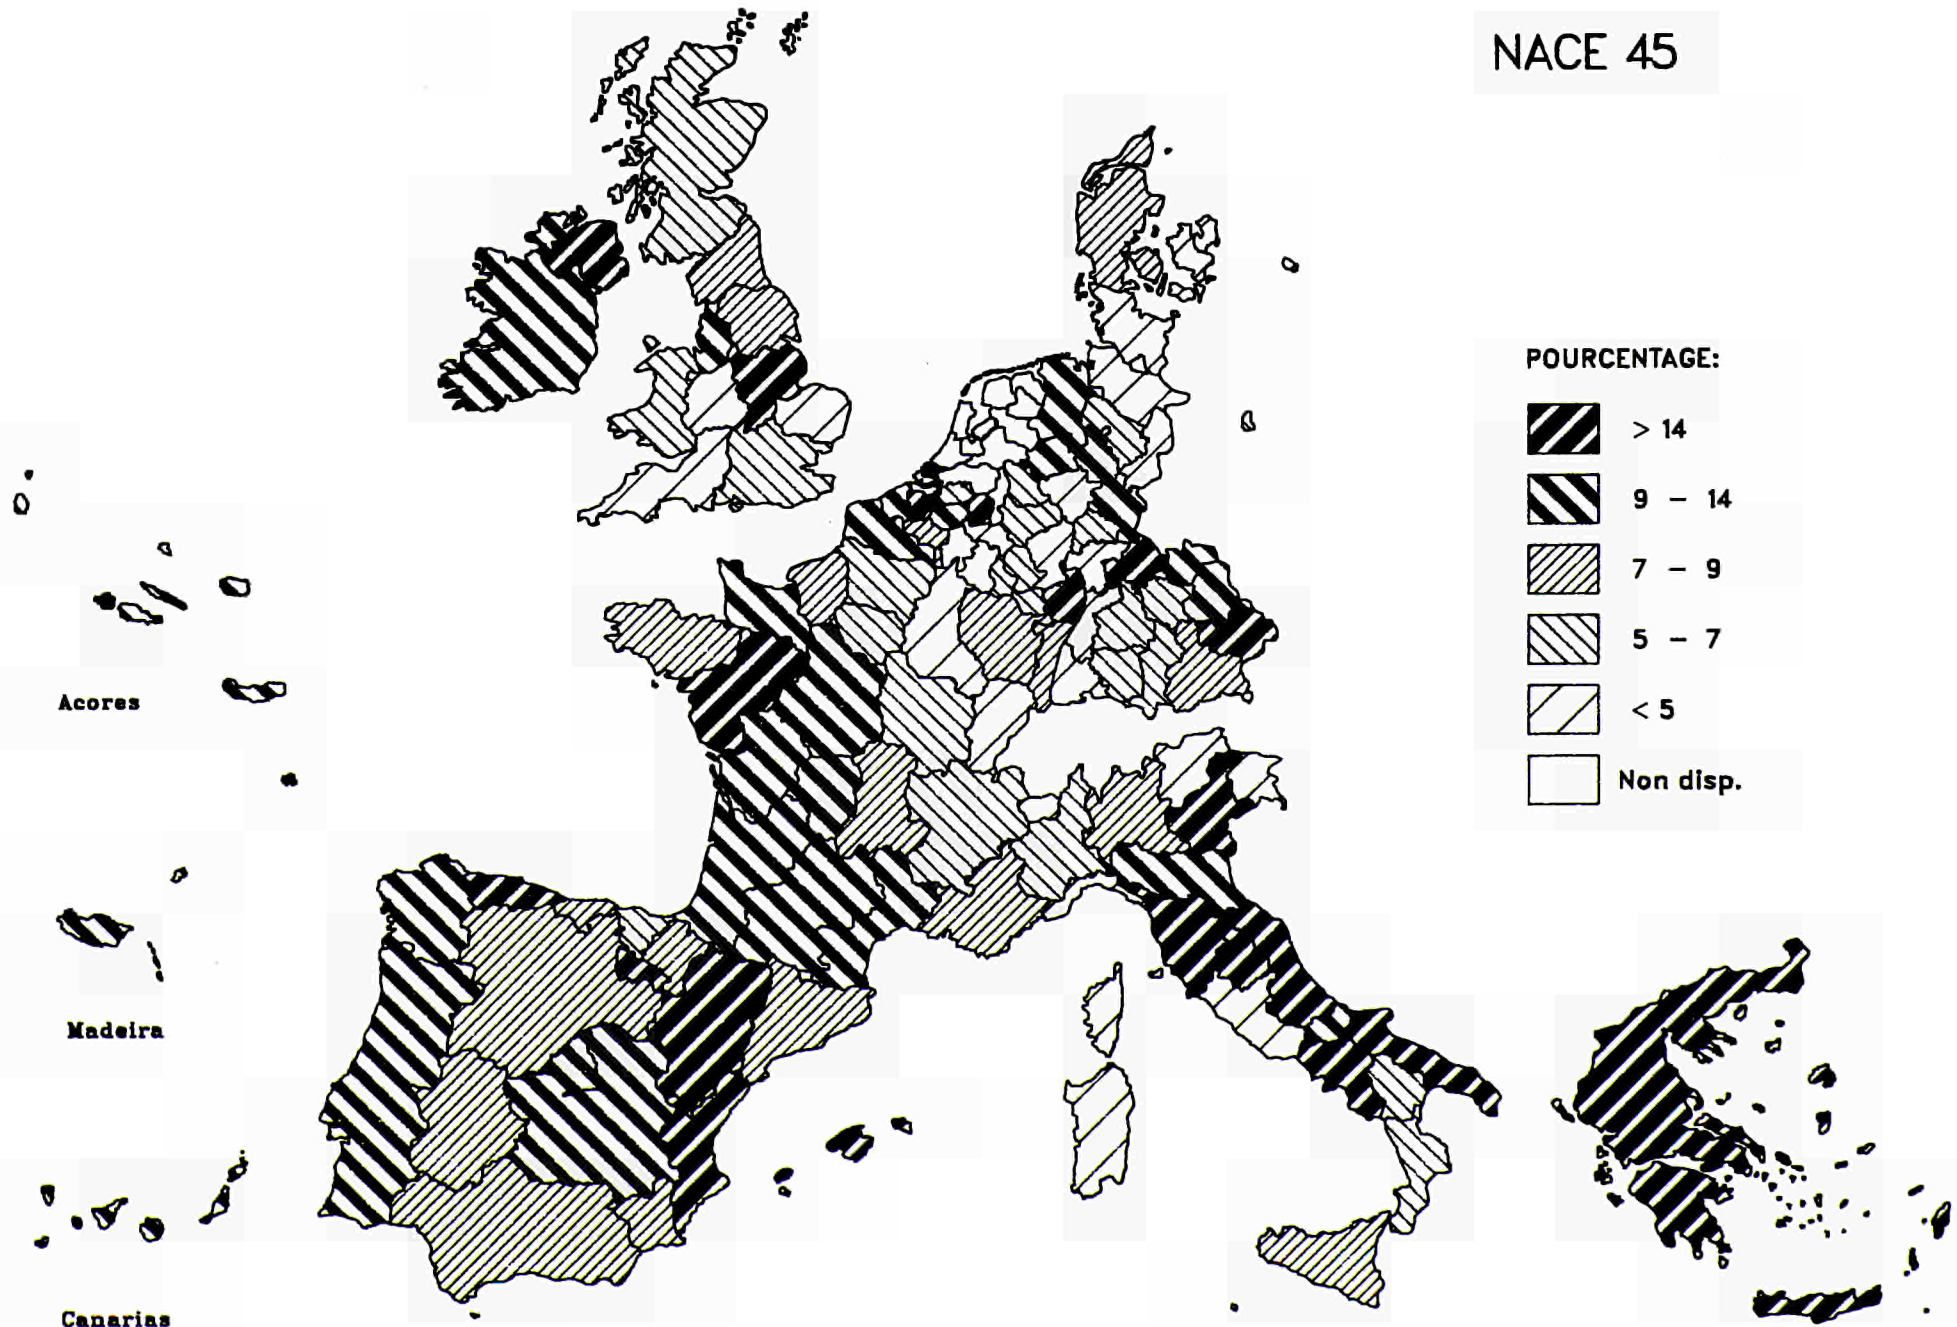 NACE 45
POURCENTAGE:
> 14
9 - 14
7 - 9
5 - 7
< 5
Non disp.
Acores
Madeira
Canarias